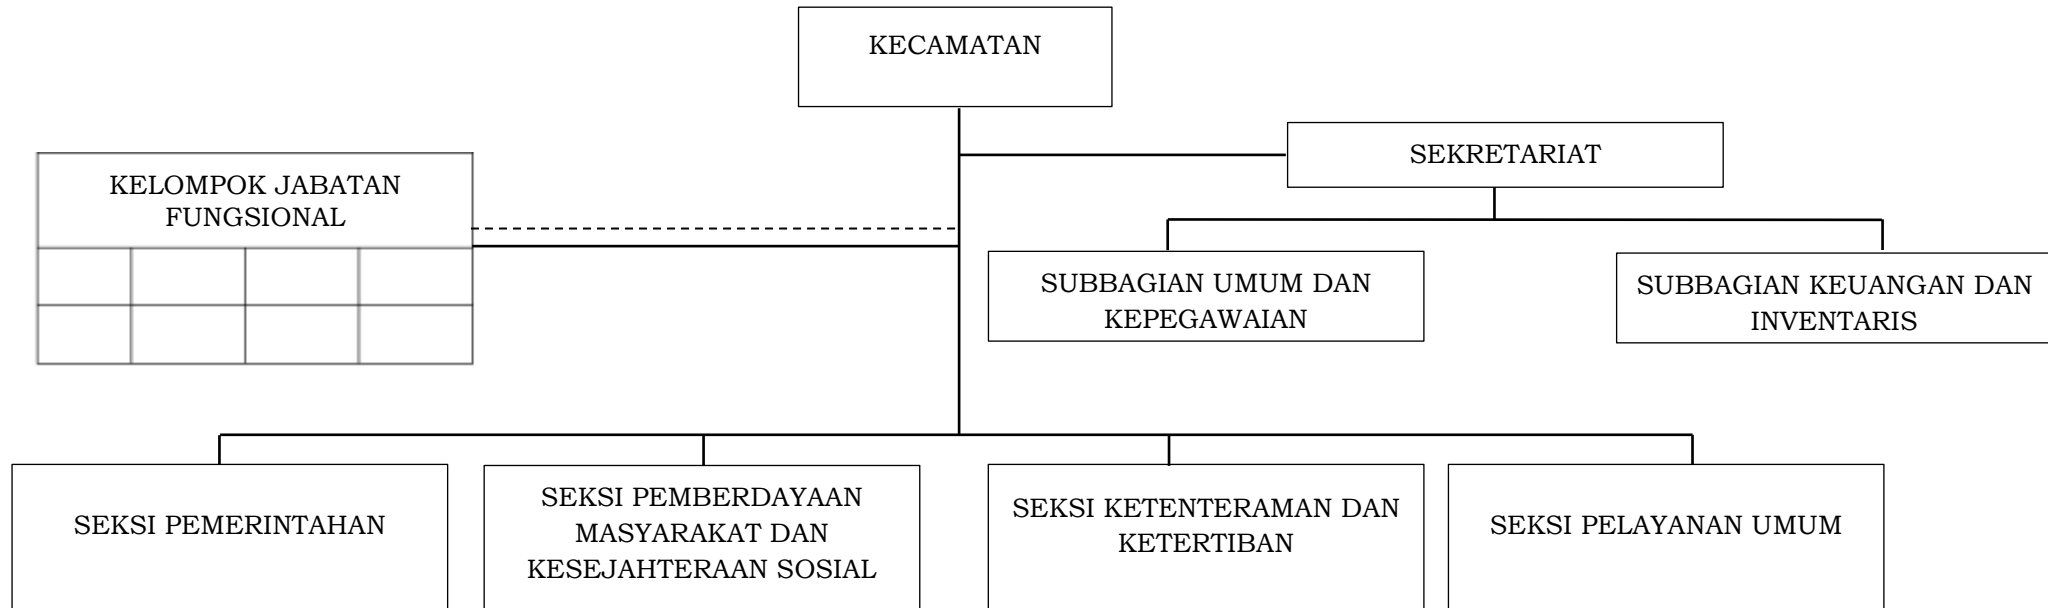 KECAMATAN
SEKRETARIAT
KELOMPOK JABATAN
FUNGSIONAL
SUBBAGIAN UMUM DAN
KEPEGAWAIAN
SUBBAGIAN KEUANGAN DAN
INVENTARIS
SEKSI PEMERINTAHAN
SEKSI PEMBERDAYAAN
MASYARAKAT DAN
KESEJAHTERAAN SOSIAL
SEKSI KETENTERAMAN DAN
KETERTIBAN
SEKSI PELAYANAN UMUM